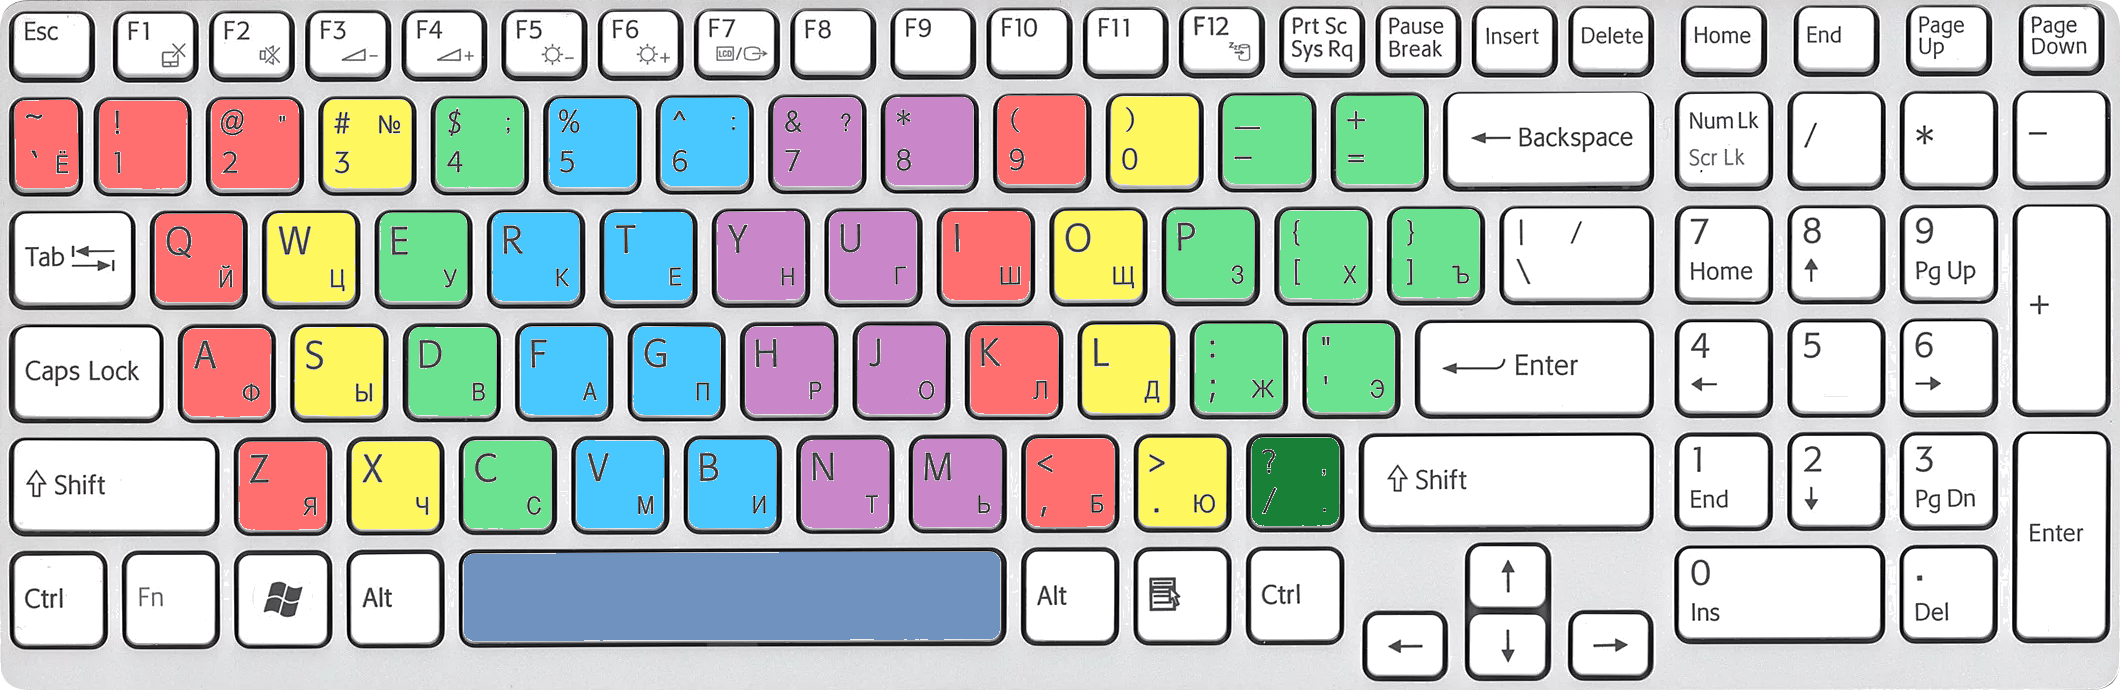 Esc F1 F2 F3 F4 F5 F6 F7 LCD F8 F9 F10 F11 F12 zzz Prt Sc Sys Rq Pause Break Insert Delete Home End Page Up Page Down
~ ` Ё ! 1 @ " 2 # № 3 $ ; 4 % 5 ^ : 6 & ? 7 * 8 ( 9 ) 0 — – + = Backspace Num Lk Scr Lk / * −
Tab Q Й W Ц E У R К T Е Y Н U Г I Ш O Щ P З { [ Х } ] Ъ | / \ 7 Home 8 ↑ 9 Pg Up +
Caps Lock A Ф S Ы D В F А G П H Р J О K Л L Д : ; Ж " ' Э Enter 4 ← 5 6 →
Shift Z Я X Ч C С V М B И N Т M Ь < , Б > . Ю ? , / . Shift 1 End 2 ↓ 3 Pg Dn Enter
Ctrl Fn Alt Alt Ctrl ← ↑ ↓ → 0 Ins . Del